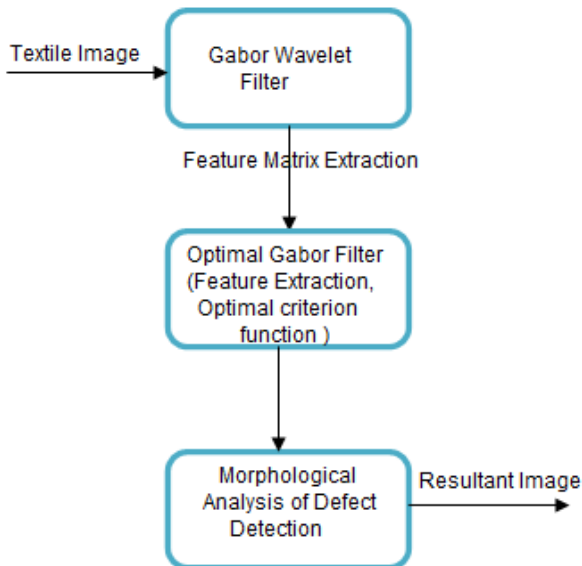 Textile Image
Gabor Wavelet
Filter
Feature Matrix Extraction
Optimal Gabor Filter
(Feature Extraction,
Optimal criterion
function )
Morphological
Analysis of Defect
Detection
Resultant Image